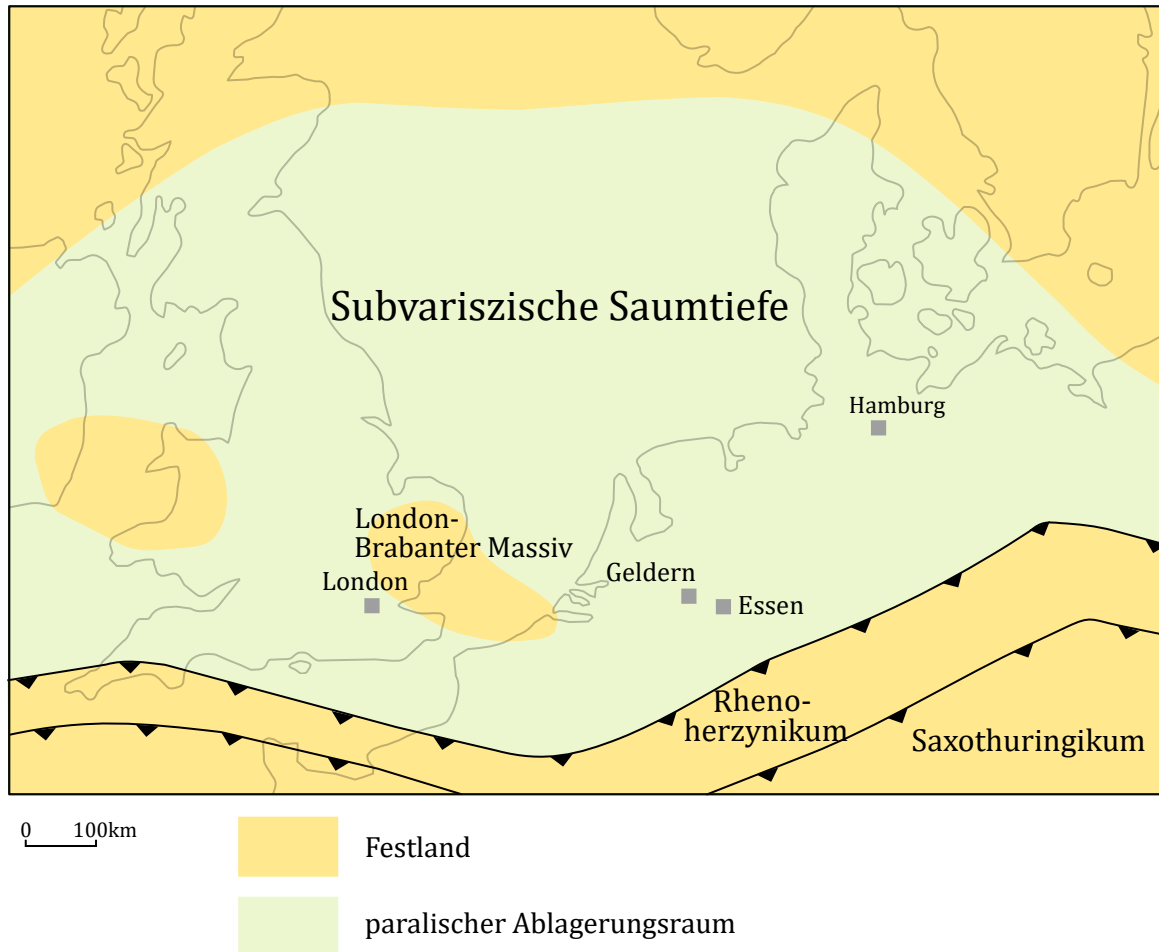 Subvariszische Saumtiefe
Hamburg
London-
Brabanter Massiv
London
Geldern
Essen
Rheno-
herzynikum
Saxothuringikum
0 100km
Festland
paralischer Ablagerungsraum